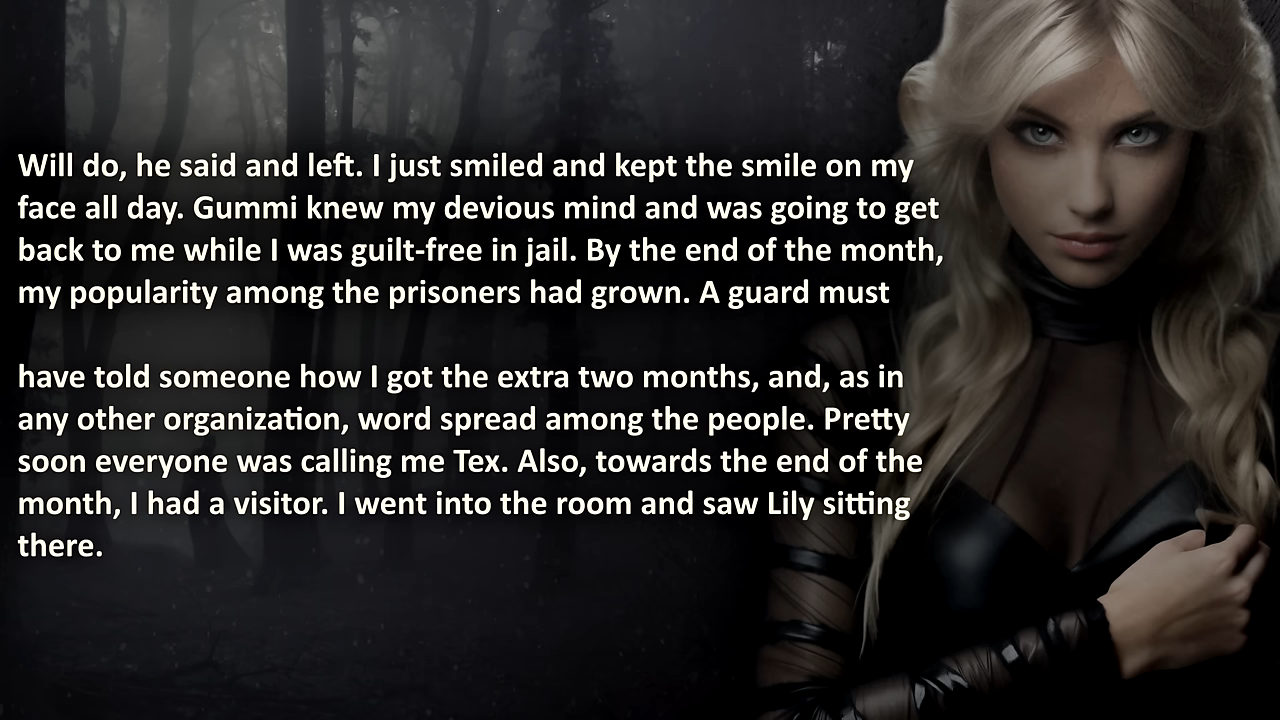 Will do, he said and left. I just smiled and kept the smile on my
face all day. Gummi knew my devious mind and was going to get
back to me while I was guilt-free in jail. By the end of the month,
my popularity among the prisoners had grown. A guard must
have told someone how I got the extra two months, and, as in
any other organization, word spread among the people. Pretty
soon everyone was calling me Tex. Also, towards the end of the
month, I had a visitor. I went into the room and saw Lily sitting
there.